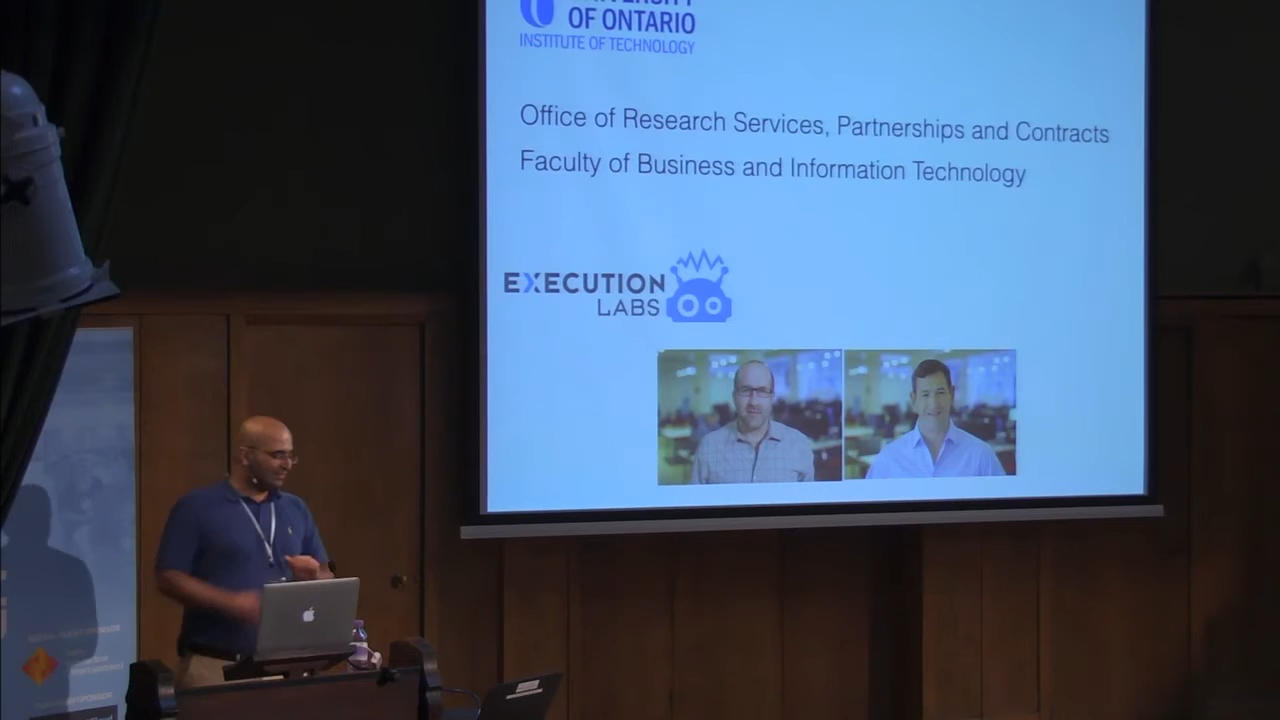 OF ONTARIO
INSTITUTE OF TECHNOLOGY
Office of Research Services, Partnerships and Contracts
Faculty of Business and Information Technology
EXECUTION
LABS